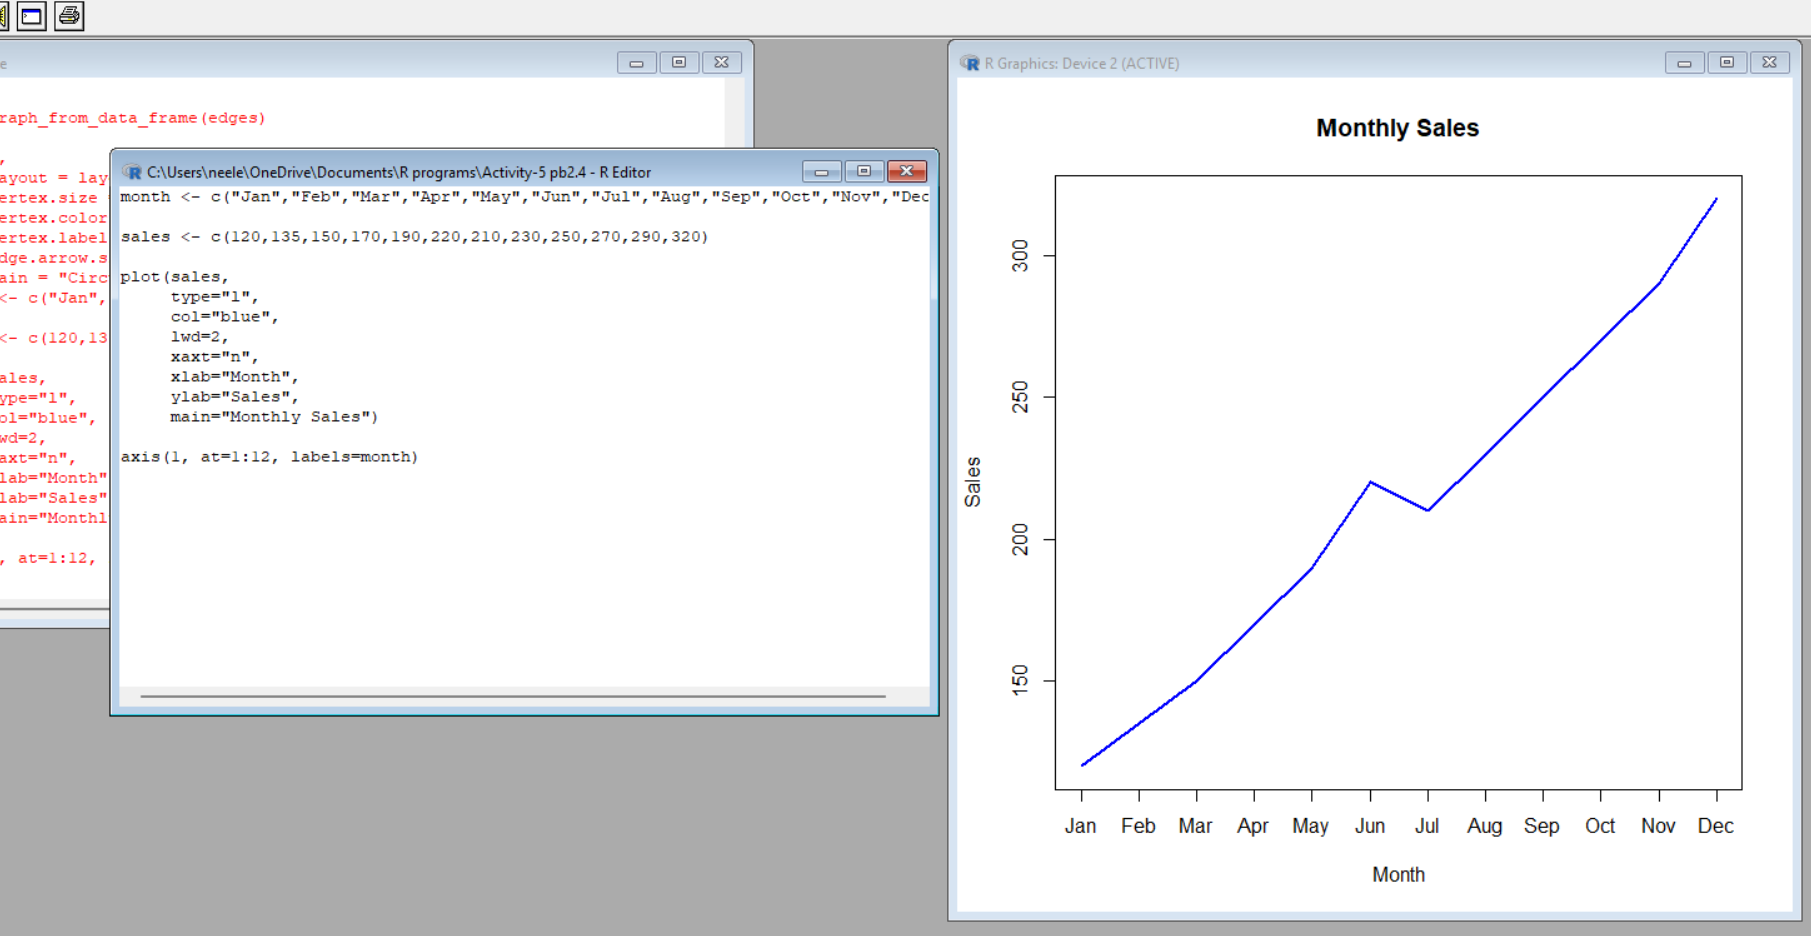 e
raph_from_data_frame(edges)
,
ayout = lay
ertex.size
ertex.color
ertex.label
dge.arrow.s
ain = "Circ
<- c("Jan",
<- c(120,13
ales,
ype="l",
ol="blue",
wd=2,
axt="n",
lab="Month"
lab="Sales"
ain="Monthl
, at=1:12,
C:\Users\neele\OneDrive\Documents\R programs\Activity-5 pb2.4 - R Editor
month <- c("Jan","Feb","Mar","Apr","May","Jun","Jul","Aug","Sep","Oct","Nov","Dec
sales <- c(120,135,150,170,190,220,210,230,250,270,290,320)
plot(sales,
type="l",
col="blue",
lwd=2,
xaxt="n",
xlab="Month",
ylab="Sales",
main="Monthly Sales")
axis(1, at=1:12, labels=month)
R Graphics: Device 2 (ACTIVE)
Monthly Sales
300
250
200
150
Sales
Jan Feb Mar Apr May Jun Jul Aug Sep Oct Nov Dec
Month